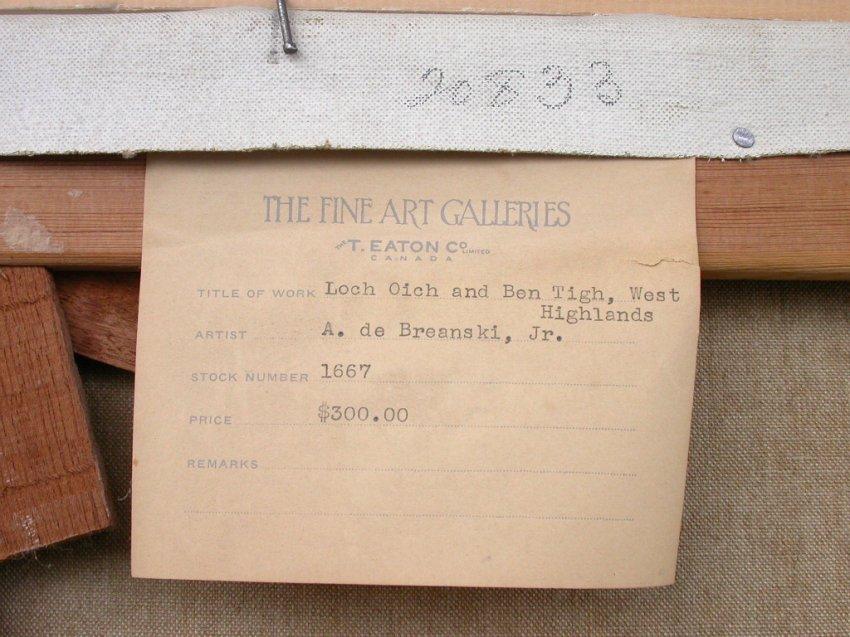 20833
THE FINE ART GALLERIES
THE T. EATON CO LIMITED
CANADA
TITLE OF WORK Loch Oich and Ben Tigh, West
Highlands
ARTIST A. de Breanski, Jr.
STOCK NUMBER 1667
PRICE $300.00
REMARKS